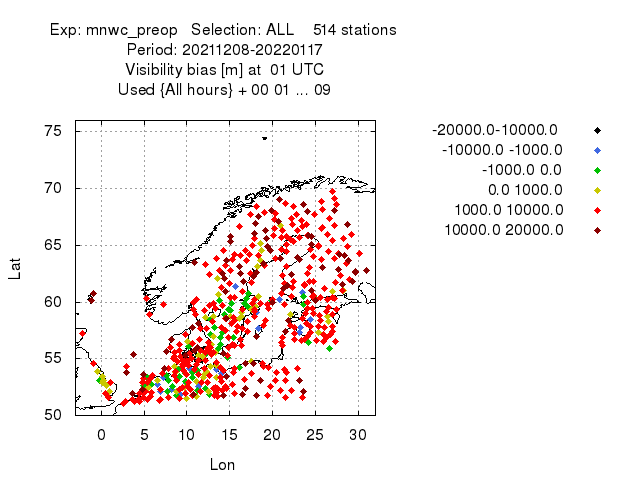 Exp: mnwc_preop   Selection: ALL    514 stations
Period: 20211208-20220117
Visibility bias [m] at  01 UTC
Used {All hours} + 00 01 ... 09
-20000.0-10000.0
-10000.0 -1000.0
-1000.0 0.0
0.0 1000.0
1000.0 10000.0
10000.0 20000.0
Lat
75
70
65
60
55
50
0 5 10 15 20 25 30
Lon